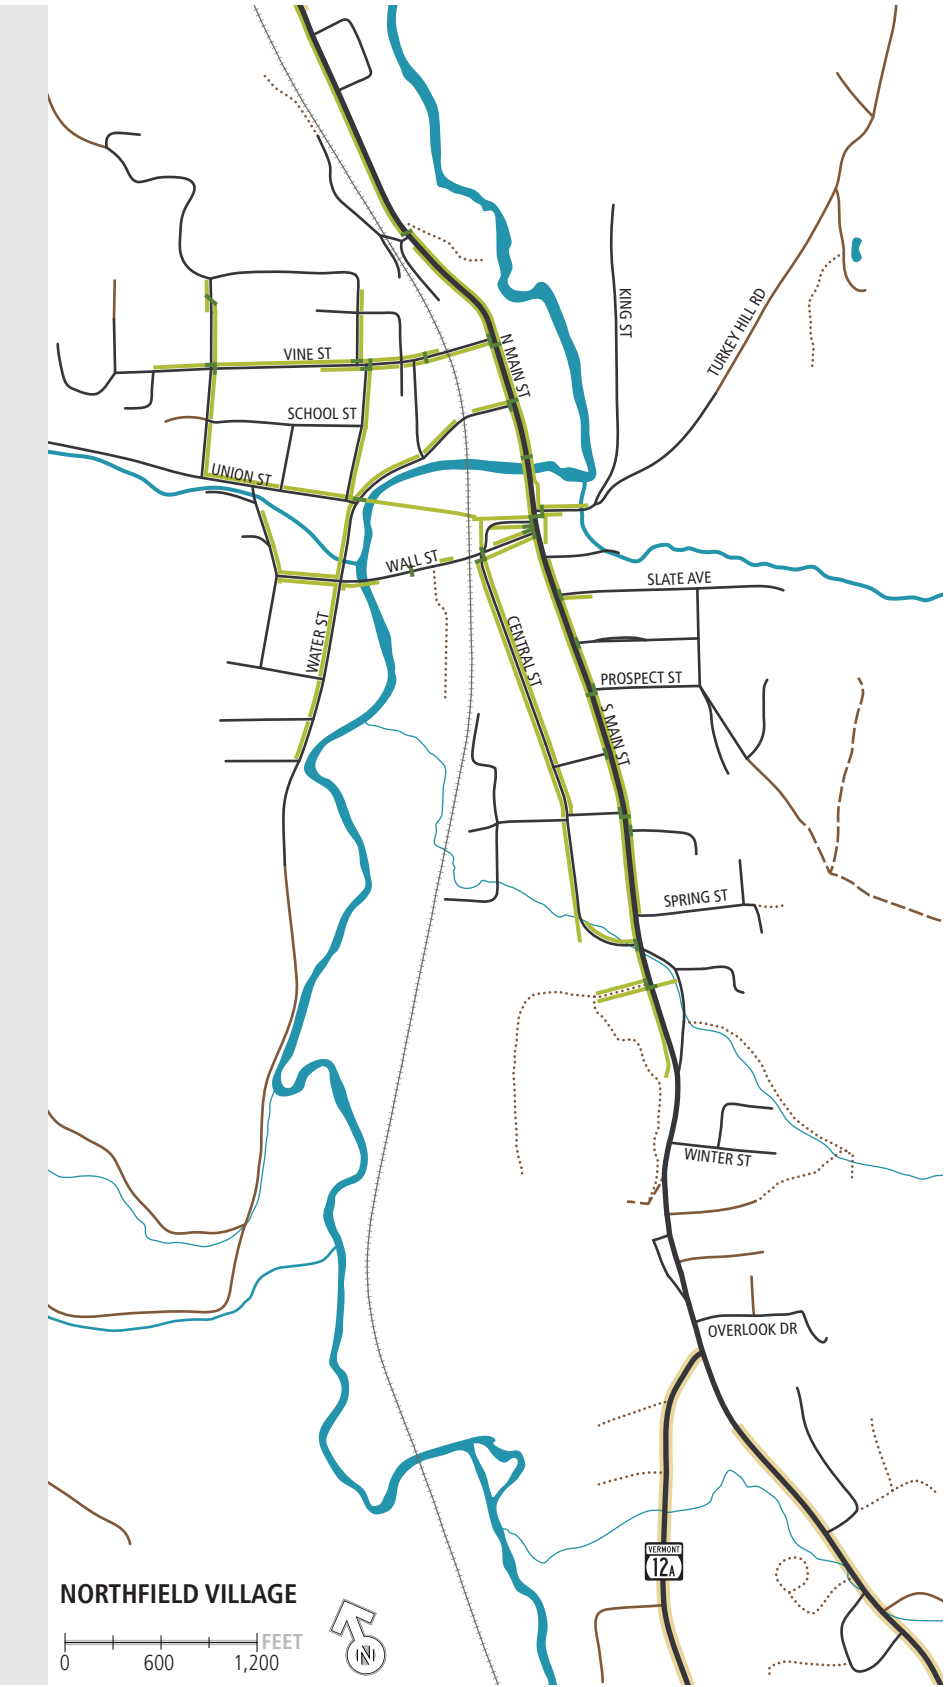 KING ST
TURKEY HILL RD
N MAIN ST
VINE ST
SCHOOL ST
UNION ST
WALL ST
SLATE AVE
WATER ST
CENTRAL ST
PROSPECT ST
S MAIN ST
SPRING ST
WINTER ST
OVERLOOK DR
VERMONT
12A
NORTHFIELD VILLAGE
FEET
0 600 1,200
N